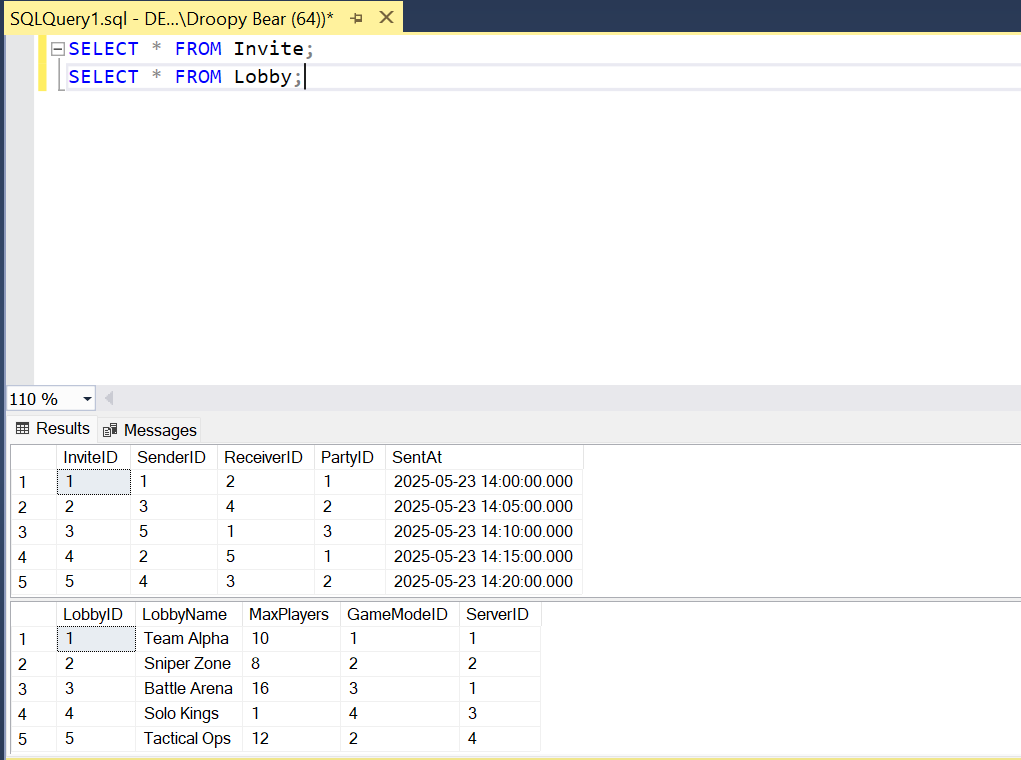 SQLQuery1.sql - DE...\Droopy Bear (64))*
SELECT * FROM Invite;
SELECT * FROM Lobby;
110 %
Results Messages
InviteID SenderID ReceiverID PartyID SentAt
1 1 1 2 1 2025-05-23 14:00:00.000
2 2 3 4 2 2025-05-23 14:05:00.000
3 3 5 1 3 2025-05-23 14:10:00.000
4 4 2 5 1 2025-05-23 14:15:00.000
5 5 4 3 2 2025-05-23 14:20:00.000
LobbyID LobbyName MaxPlayers GameModeID ServerID
1 1 Team Alpha 10 1 1
2 2 Sniper Zone 8 2 2
3 3 Battle Arena 16 3 1
4 4 Solo Kings 1 4 3
5 5 Tactical Ops 12 2 4